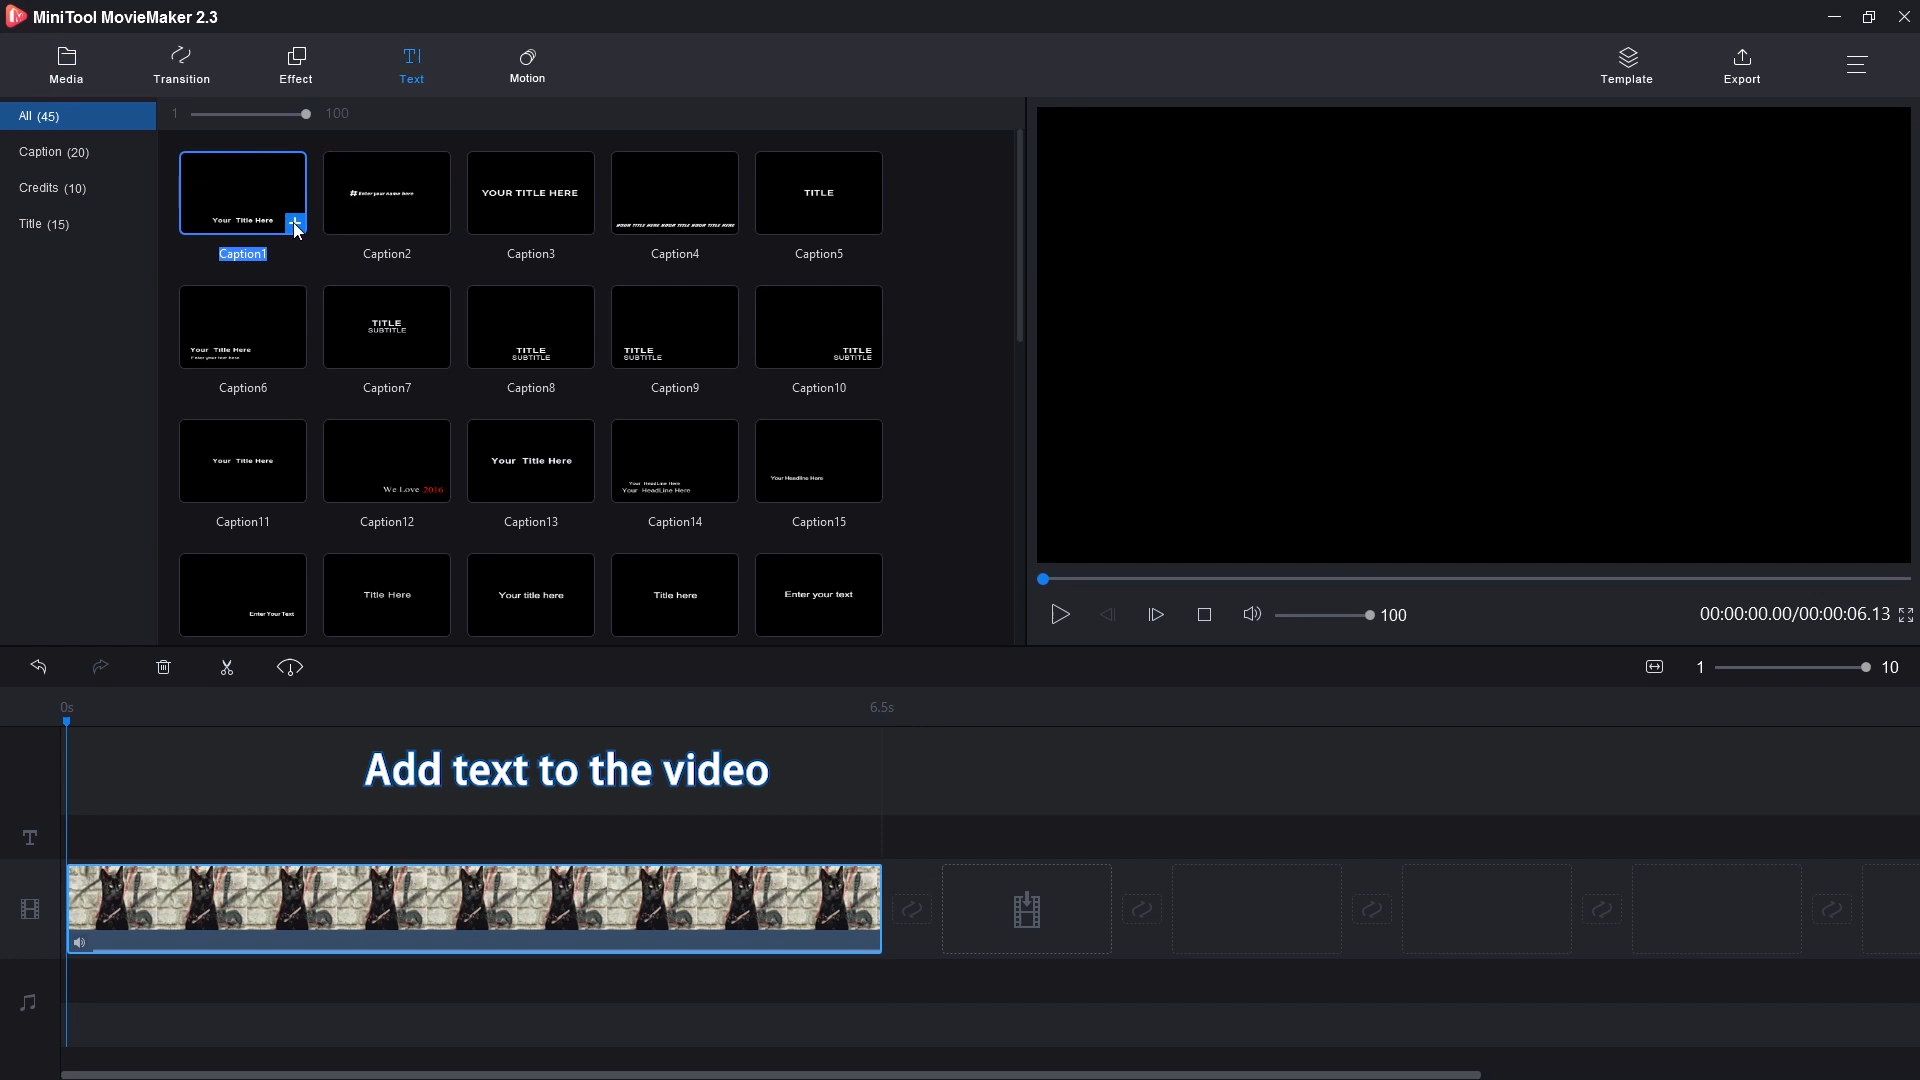 MiniTool MovieMaker 2.3
Media
Transition
Effect
Text
Motion
Template
Export
All (45)
Caption (20)
Credits (10)
Title (15)
1
100
Your Title Here
# Enter your name here
YOUR TITLE HERE
YOUR TITLE HERE YOUR TITLE YOUR TITLE HERE
TITLE
Caption1
Caption2
Caption3
Caption4
Caption5
Your Title Here
Enter your text here
TITLE
SUBTITLE
TITLE
SUBTITLE
TITLE
SUBTITLE
TITLE
SUBTITLE
Caption6
Caption7
Caption8
Caption9
Caption10
Your Title Here
We Love 2016
Your Title Here
Your HeadLine Here
Your HeadLine Here
Your Headline Here
Caption11
Caption12
Caption13
Caption14
Caption15
Enter Your Text
Title Here
Your title here
Title here
Enter your text
100
00:00:00.00/00:00:06.13
1
10
0s
6.5s
Add text to the video